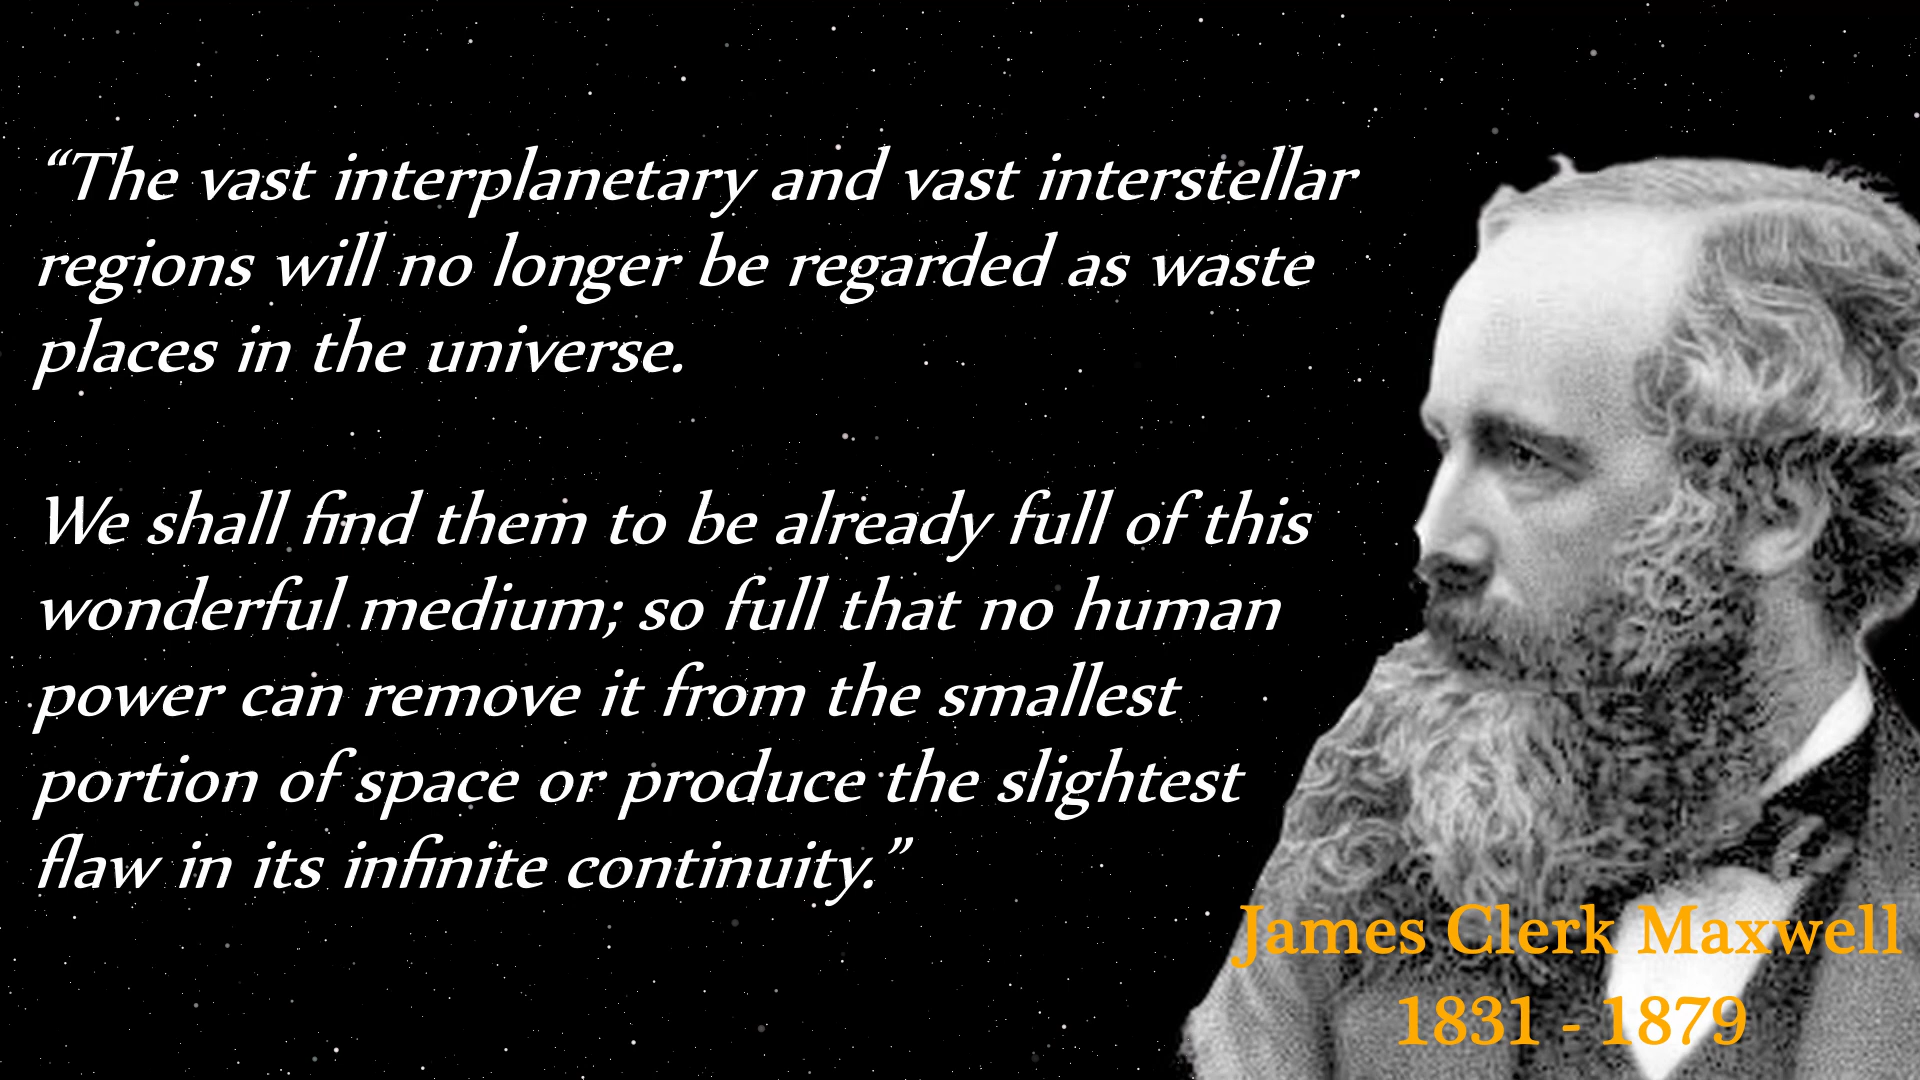 “The vast interplanetary and vast interstellar
regions will no longer be regarded as waste
places in the universe.
We shall find them to be already full of this
wonderful medium; so full that no human
power can remove it from the smallest
portion of space or produce the slightest
flaw in its infinite continuity.”
James Clerk Maxwell
1831 - 1879